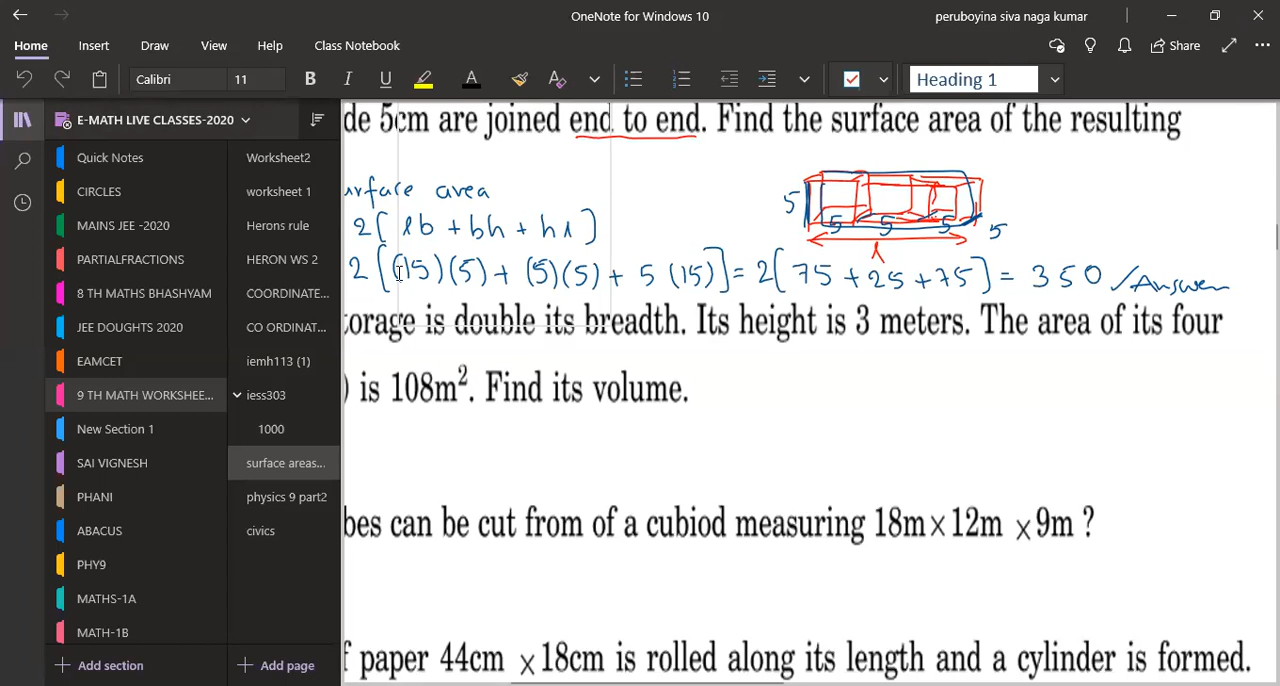 OneNote for Windows 10
peruboyina siva naga kumar
Home Insert Draw View Help Class Notebook
Share
Calibri 11 B I U A Heading 1
E-MATH LIVE CLASSES-2020
Quick Notes
CIRCLES
MAINS JEE -2020
PARTIALFRACTIONS
8 TH MATHS BHASHYAM
JEE DOUGHTS 2020
EAMCET
9 TH MATH WORKSHEE...
New Section 1
SAI VIGNESH
PHANI
ABACUS
PHY9
MATHS-1A
MATH-1B
Add section
Worksheet2
worksheet 1
Herons rule
HERON WS 2
COORDINATE...
CO ORDINAT...
iemh113 (1)
iess303
1000
surface areas...
physics 9 part2
civics
Add page
de 5cm are joined end to end. Find the surface area of the resulting
urface area
2[lb + bh + hl]
2[(15)(5) + (5)(5) + 5 (15)] = 2(75 + 25 + 75] = 350 /Answer
5
5 5 5
5
l
torage is double its breadth. Its height is 3 meters. The area of its four
) is 108m². Find its volume.
bes can be cut from of a cubiod measuring 18m×12m ×9m ?
f paper 44cm ×18cm is rolled along its length and a cylinder is formed.